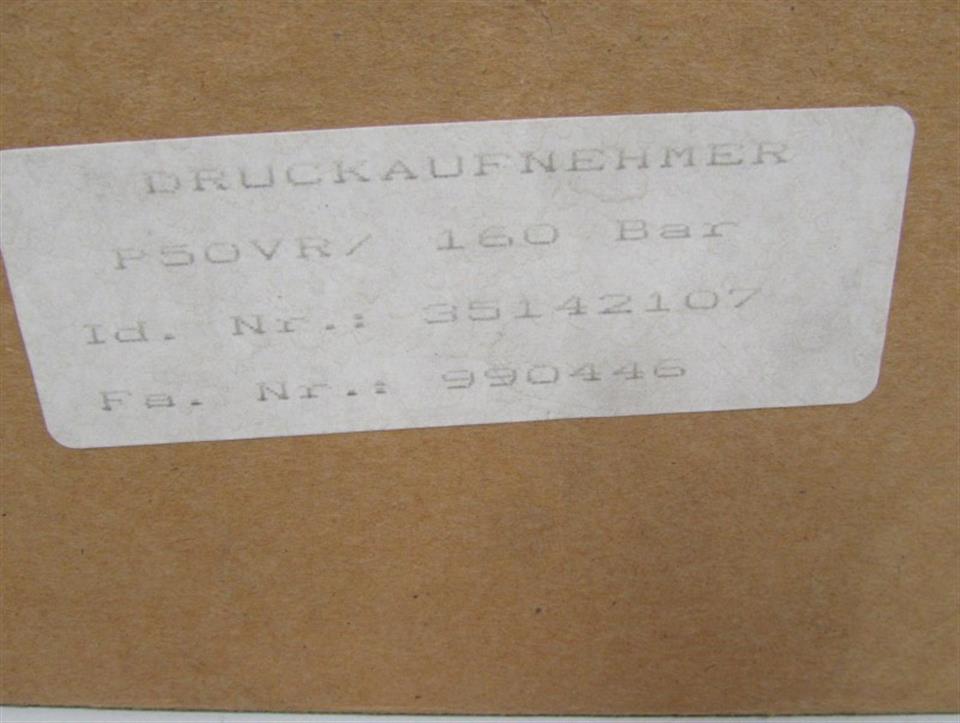 DRUCKAUFNEHMER
P50VR/ 160 Bar
Id. Nr.: 35142107
Fa. Nr.: 990446